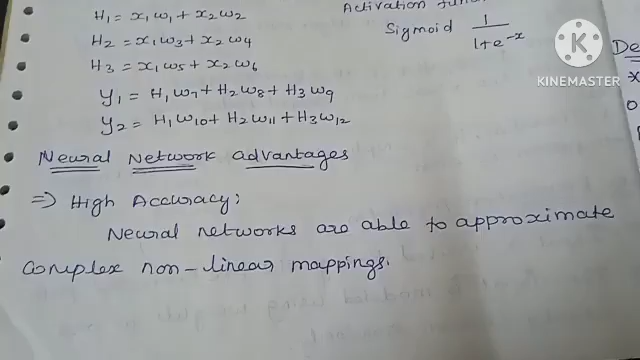 H1 = x1w1 + x2w2
H2 = x1w3 + x2w4
H3 = x1w5 + x2w6
y1 = H1w7 + H2w8 + H3w9
y2 = H1w10 + H2w11 + H3w12
Activation
Sigmoid 1/(1+e^-x)
KINEMASTER
Neural Network advantages
⇒ High Accuracy;
Neural networks are able to approximate
complex non-linear mappings.